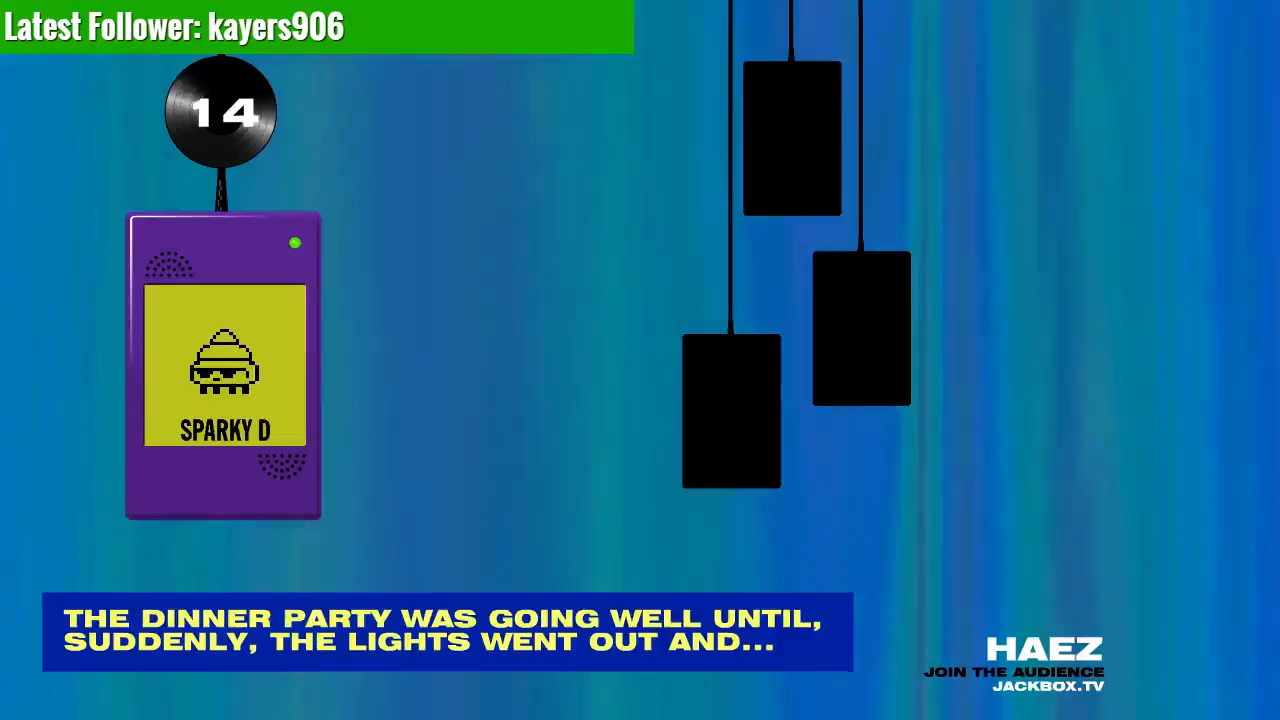 Latest Follower: kayers906
14
SPARKY D
THE DINNER PARTY WAS GOING WELL UNTIL,
SUDDENLY, THE LIGHTS WENT OUT AND...
HAEZ
JOIN THE AUDIENCE
JACKBOX.TV